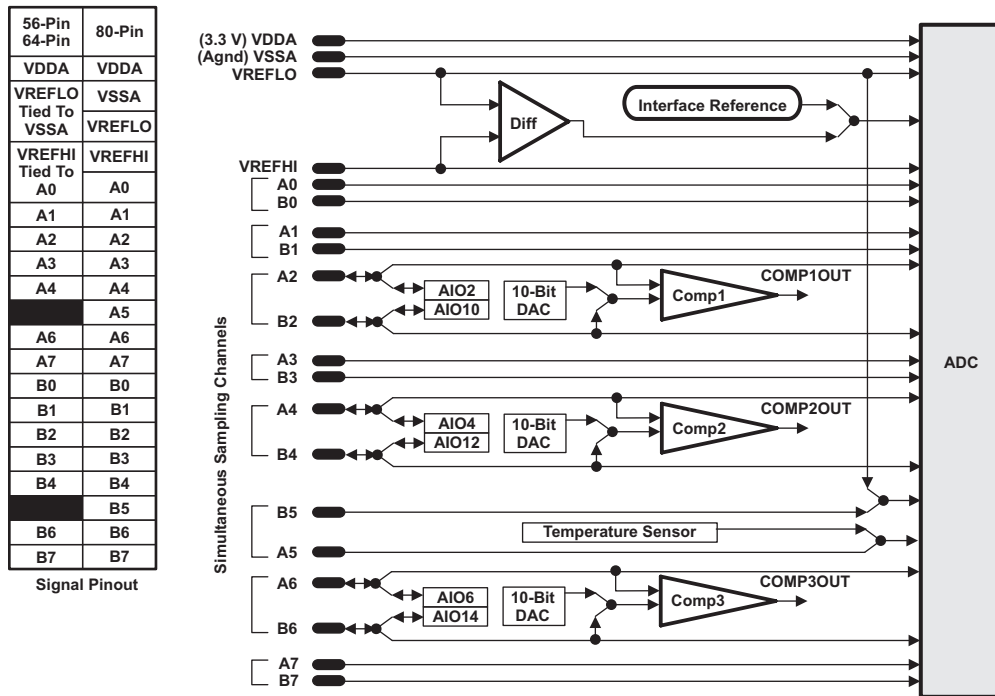 56-Pin
64-Pin
80-Pin
VDDA
VDDA
VREFLO
Tied To
VSSA
VSSA
VREFLO
VREFHI
Tied To
A0
VREFHI
A0
A1
A1
A2
A2
A3
A3
A4
A4
A5
A6
A6
A7
A7
B0
B0
B1
B1
B2
B2
B3
B3
B4
B4
B5
B6
B6
B7
B7
Signal Pinout
(3.3 V) VDDA
(Agnd) VSSA
VREFLO
Diff
Interface Reference
VREFHI
A0
B0
A1
B1
A2
AIO2
AIO10
10-Bit
DAC
Comp1
COMP1OUT
B2
Simultaneous Sampling Channels
A3
B3
ADC
A4
AIO4
AIO12
10-Bit
DAC
Comp2
COMP2OUT
B4
B5
Temperature Sensor
A5
A6
AIO6
AIO14
10-Bit
DAC
Comp3
COMP3OUT
B6
A7
B7